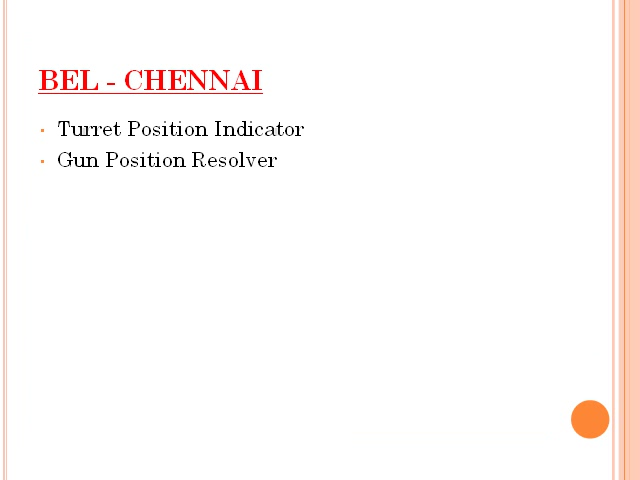 BEL - CHENNAI
• Turret Position Indicator
• Gun Position Resolver